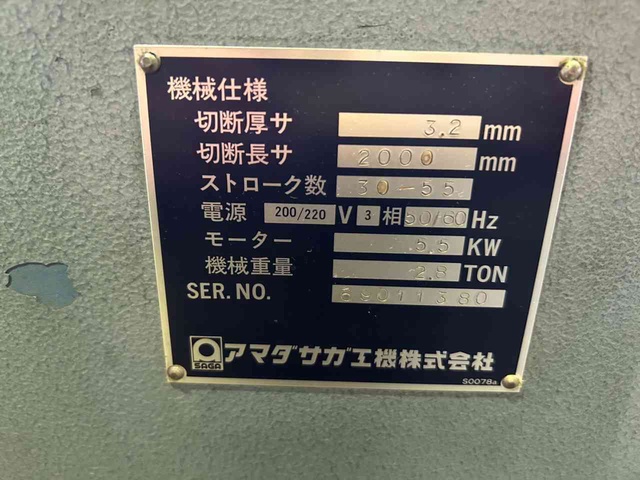 機械仕様
切断厚サ 3.2 mm
切断長サ 2000 mm
ストローク数 30-55
電源 200/220 V 3 相 50/60 Hz
モーター 5.5 KW
機械重量 2.8 TON
SER.NO. 89011380
SAGA アマダサガ工機株式会社
S0078a